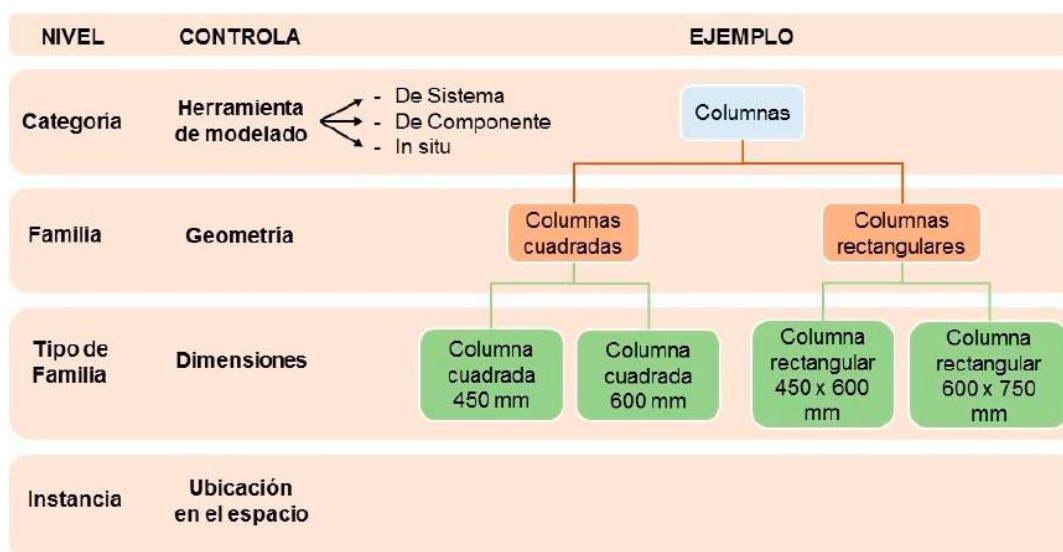 NIVEL CONTROLA EJEMPLO
Categoría
Herramienta
de modelado
- De Sistema
- De Componente
- In situ
Columnas
Familia
Geometría
Columnas
cuadradas
Columnas
rectangulares
Tipo de
Familia
Dimensiones
Columna
cuadrada
450 mm
Columna
cuadrada
600 mm
Columna
rectangular
450 x 600
mm
Columna
rectangular
600 x 750
mm
Instancia
Ubicación
en el espacio